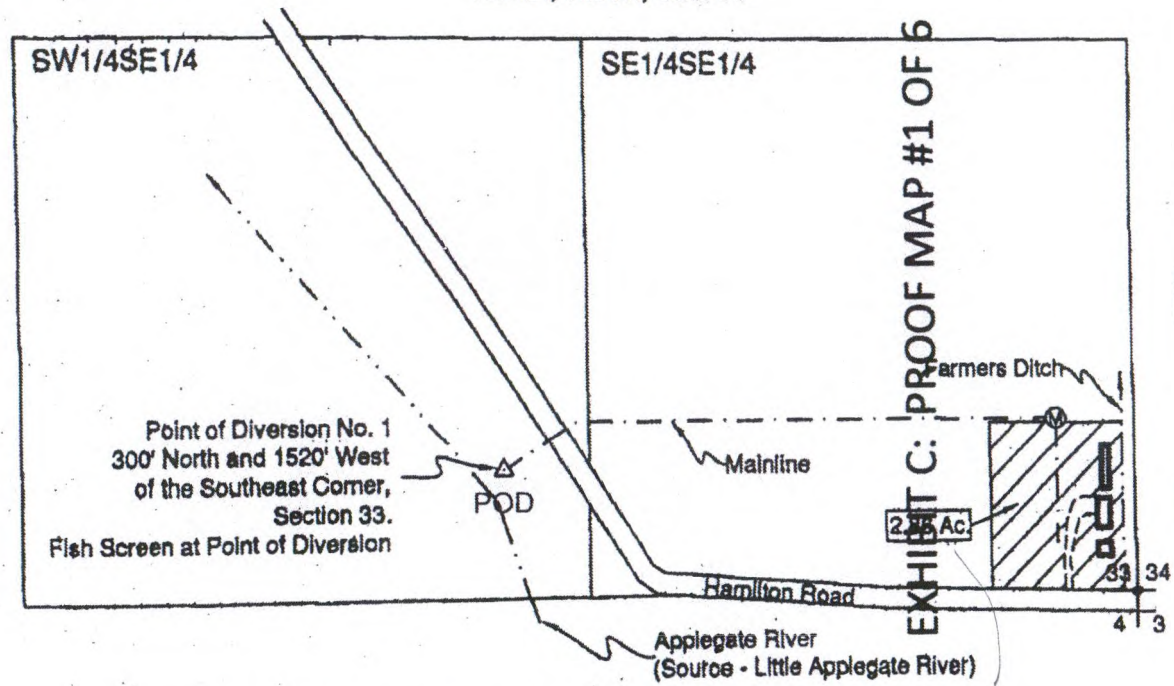 SW1/4SE1/4
SE1/4SE1/4
EXHIBIT C: PROOF MAP #1 OF 6
Farmers Ditch
M
Point of Diversion No. 1
300' North and 1520' West
of the Southeast Corner,
Section 33.
Fish Screen at Point of Diversion
POD
Mainline
Ac.
33 34
Hamilton Road
4 3
Applegate River
(Source - Little Applegate River)